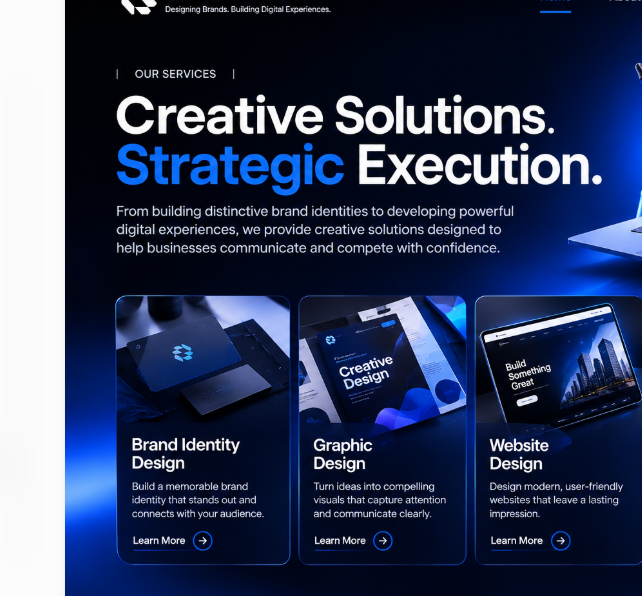 Designing Brands. Building Digital Experiences.
| OUR SERVICES |
Creative Solutions.
Strategic Execution.
From building distinctive brand identities to developing powerful
digital experiences, we provide creative solutions designed to
help businesses communicate and compete with confidence.
Creative
Design
Build
Something
Great
Brand Identity
Design
Build a memorable brand
identity that stands out and
connects with your audience.
Learn More
Graphic
Design
Turn ideas into compelling
visuals that capture attention
and communicate clearly.
Learn More
Website
Design
Design modern, user-friendly
websites that leave a lasting
impression.
Learn More